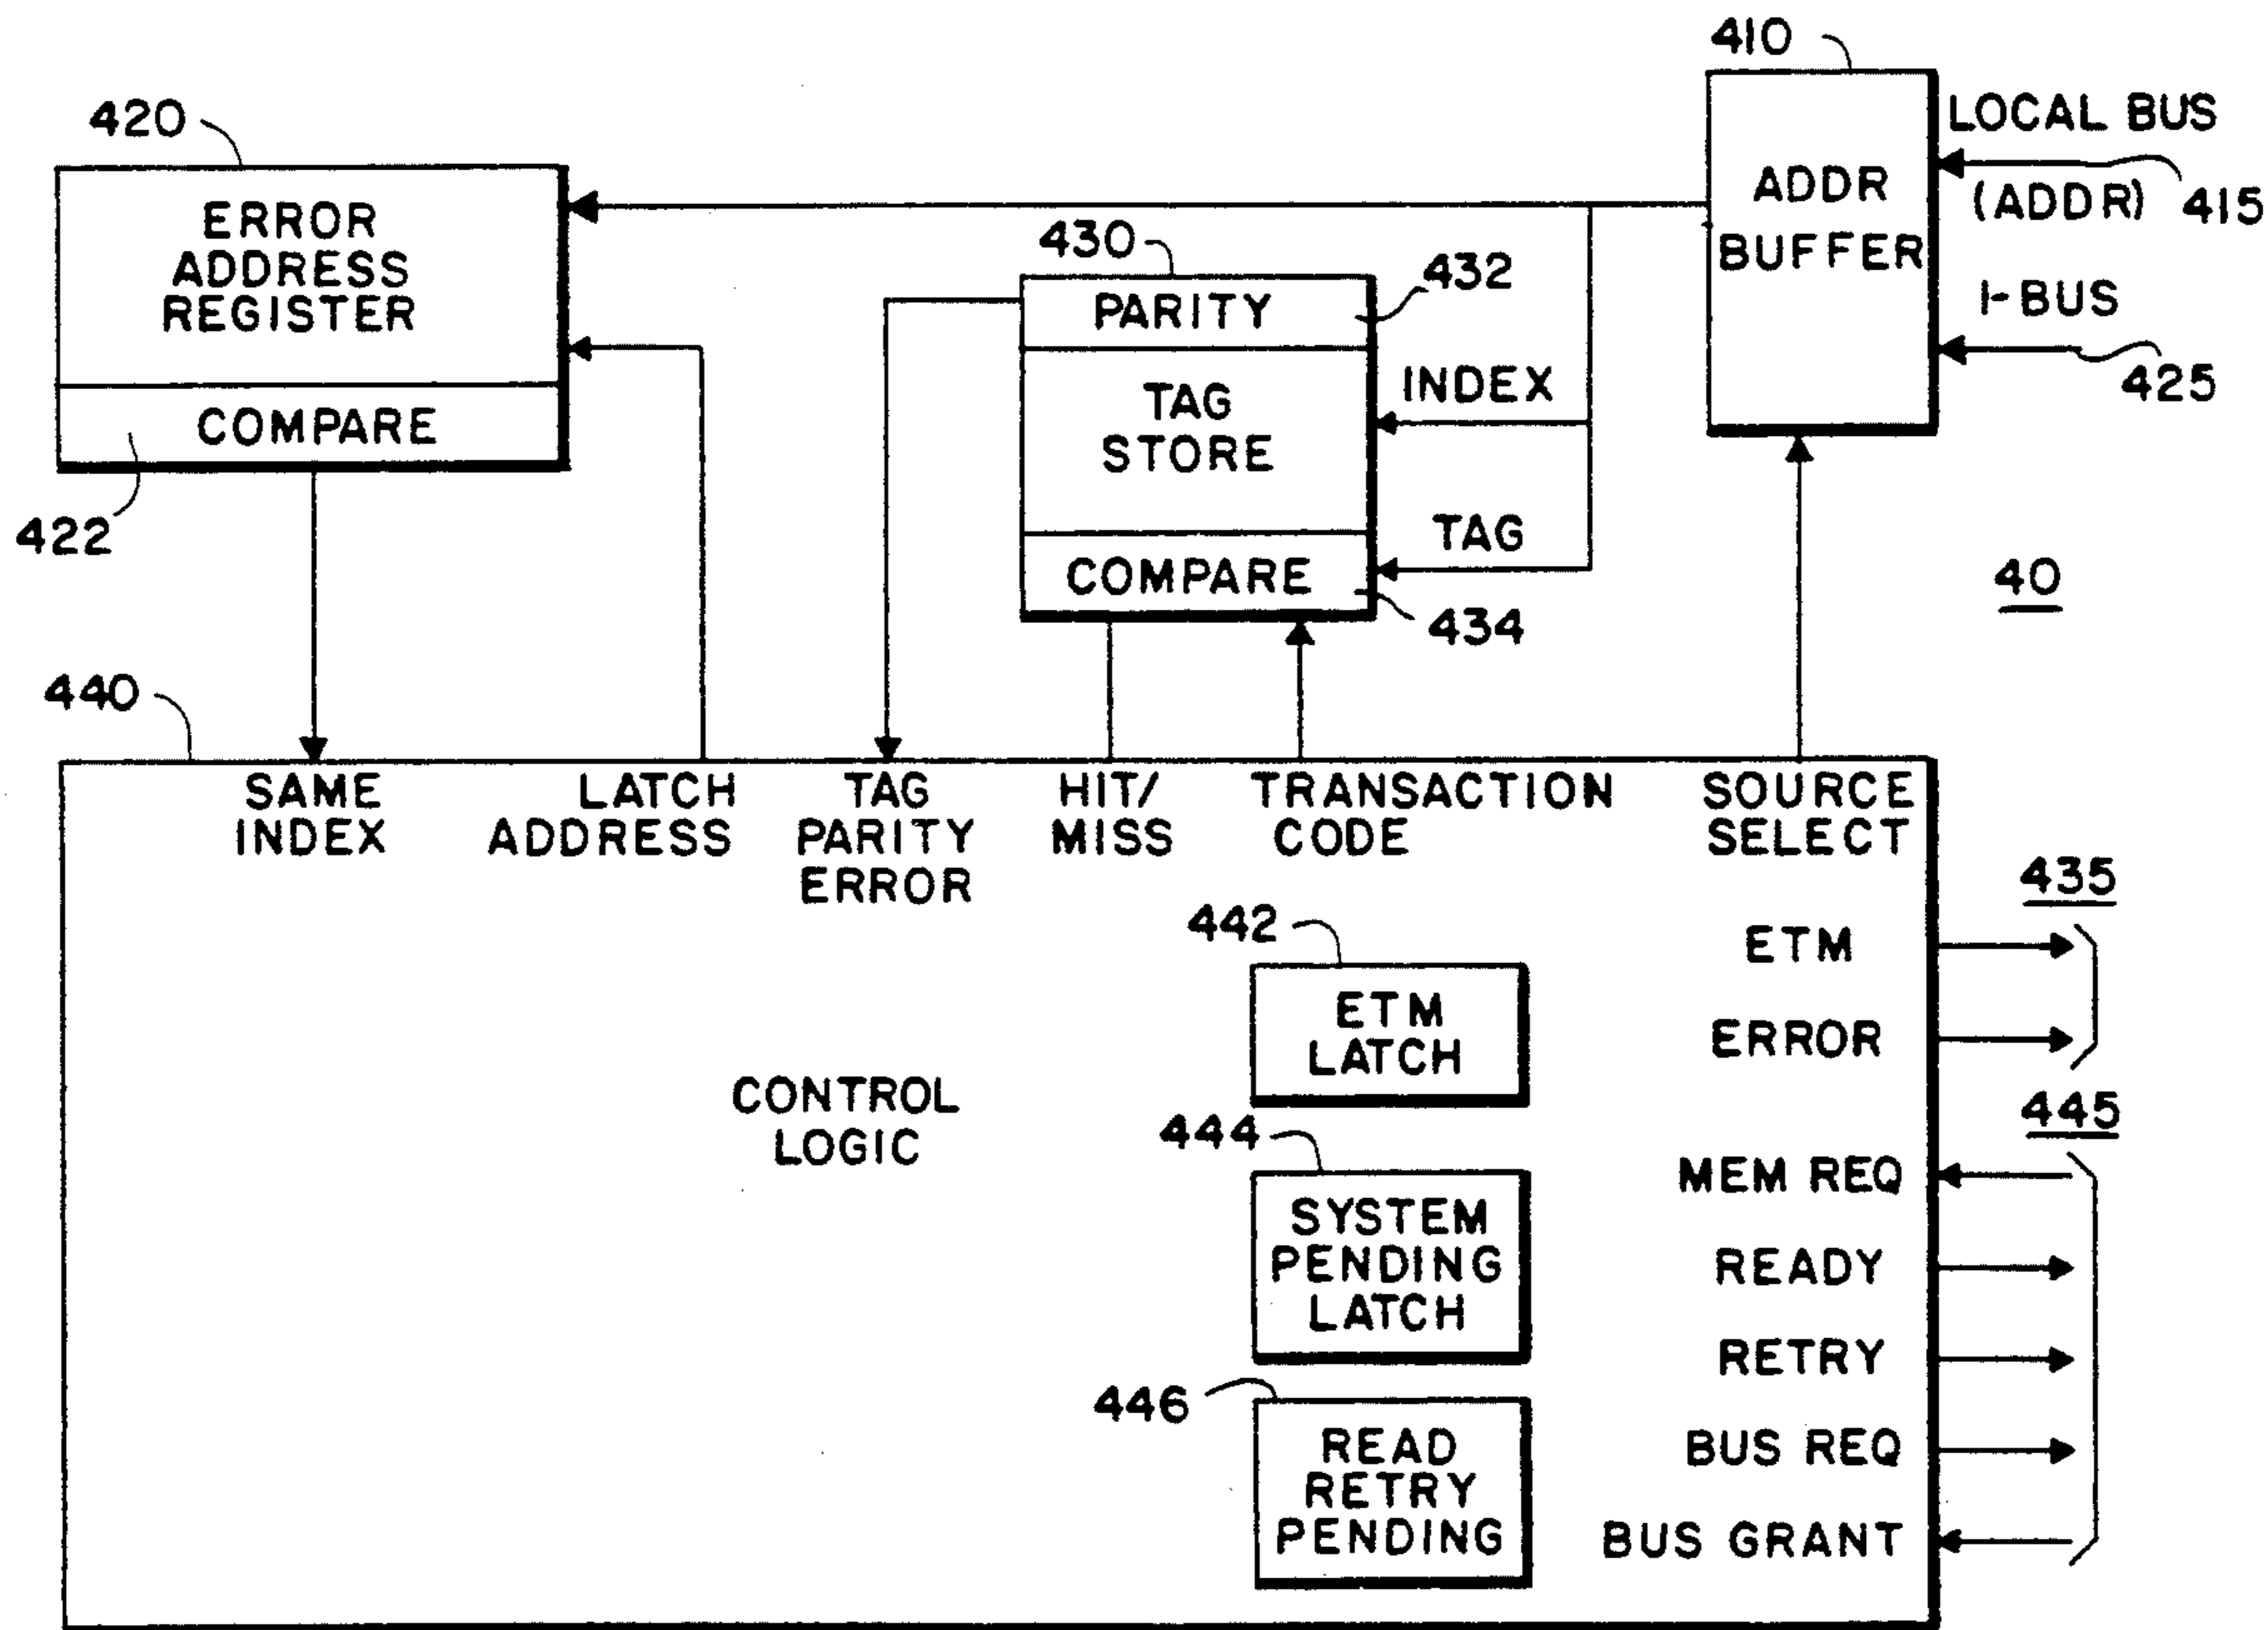 410
LOCAL BUS
(ADDR)
415
ADDR
BUFFER
I-BUS
425
420
ERROR
ADDRESS
REGISTER
COMPARE
422
430
432
PARITY
TAG
STORE
INDEX
TAG
COMPARE
434
40
440
SAME
INDEX
LATCH
ADDRESS
TAG
PARITY
ERROR
HIT/
MISS
TRANSACTION
CODE
SOURCE
SELECT
CONTROL
LOGIC
442
ETM
LATCH
444
SYSTEM
PENDING
LATCH
446
READ
RETRY
PENDING
435
ETM
ERROR
445
MEM REQ
READY
RETRY
BUS REQ
BUS GRANT